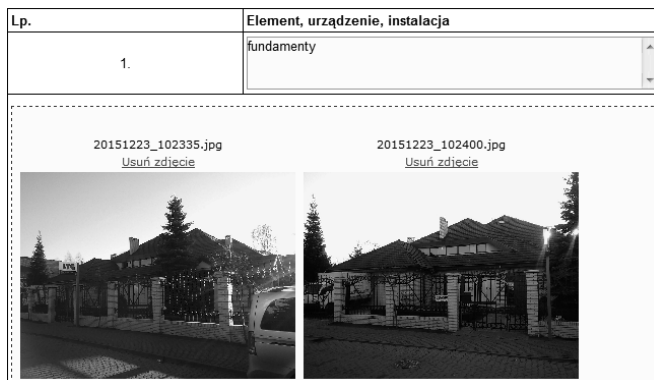 Lp.
Element, urządzenie, instalacja
1.
fundamenty
20151223_102335.jpg
Usuń zdjęcie
20151223_102400.jpg
Usuń zdjęcie